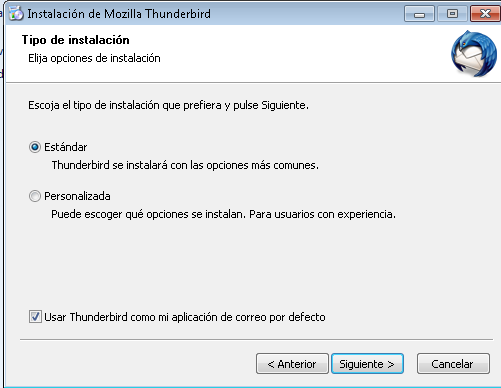 Instalación de Mozilla Thunderbird
Tipo de instalación
Elija opciones de instalación
Escoja el tipo de instalación que prefiera y pulse Siguiente.
Estándar
Thunderbird se instalará con las opciones más comunes.
Personalizada
Puede escoger qué opciones se instalan. Para usuarios con experiencia.
Usar Thunderbird como mi aplicación de correo por defecto
< Anterior
Siguiente >
Cancelar